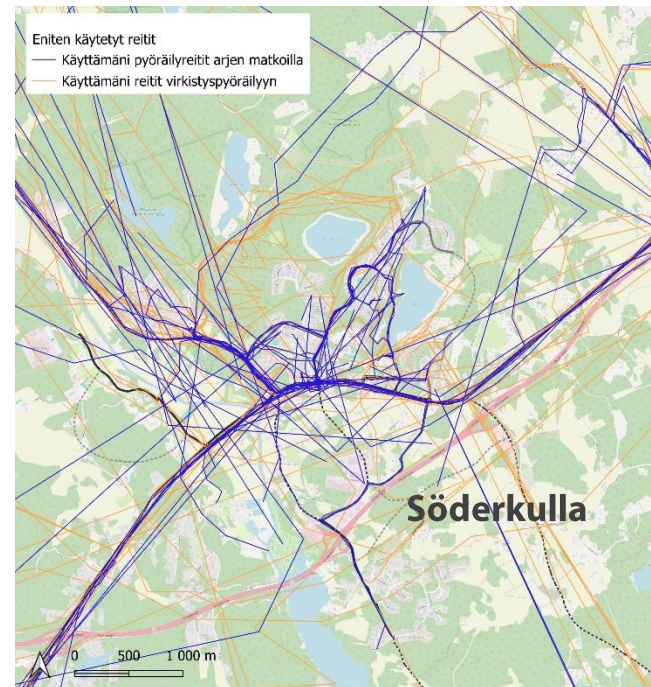 Eniten käytetyt reitit
Käyttämäni pyöräilyreitit arjen matkoilla
Käyttämäni reitit virkistyspyöräilyyn
Söderkulla
0 500 1 000 m